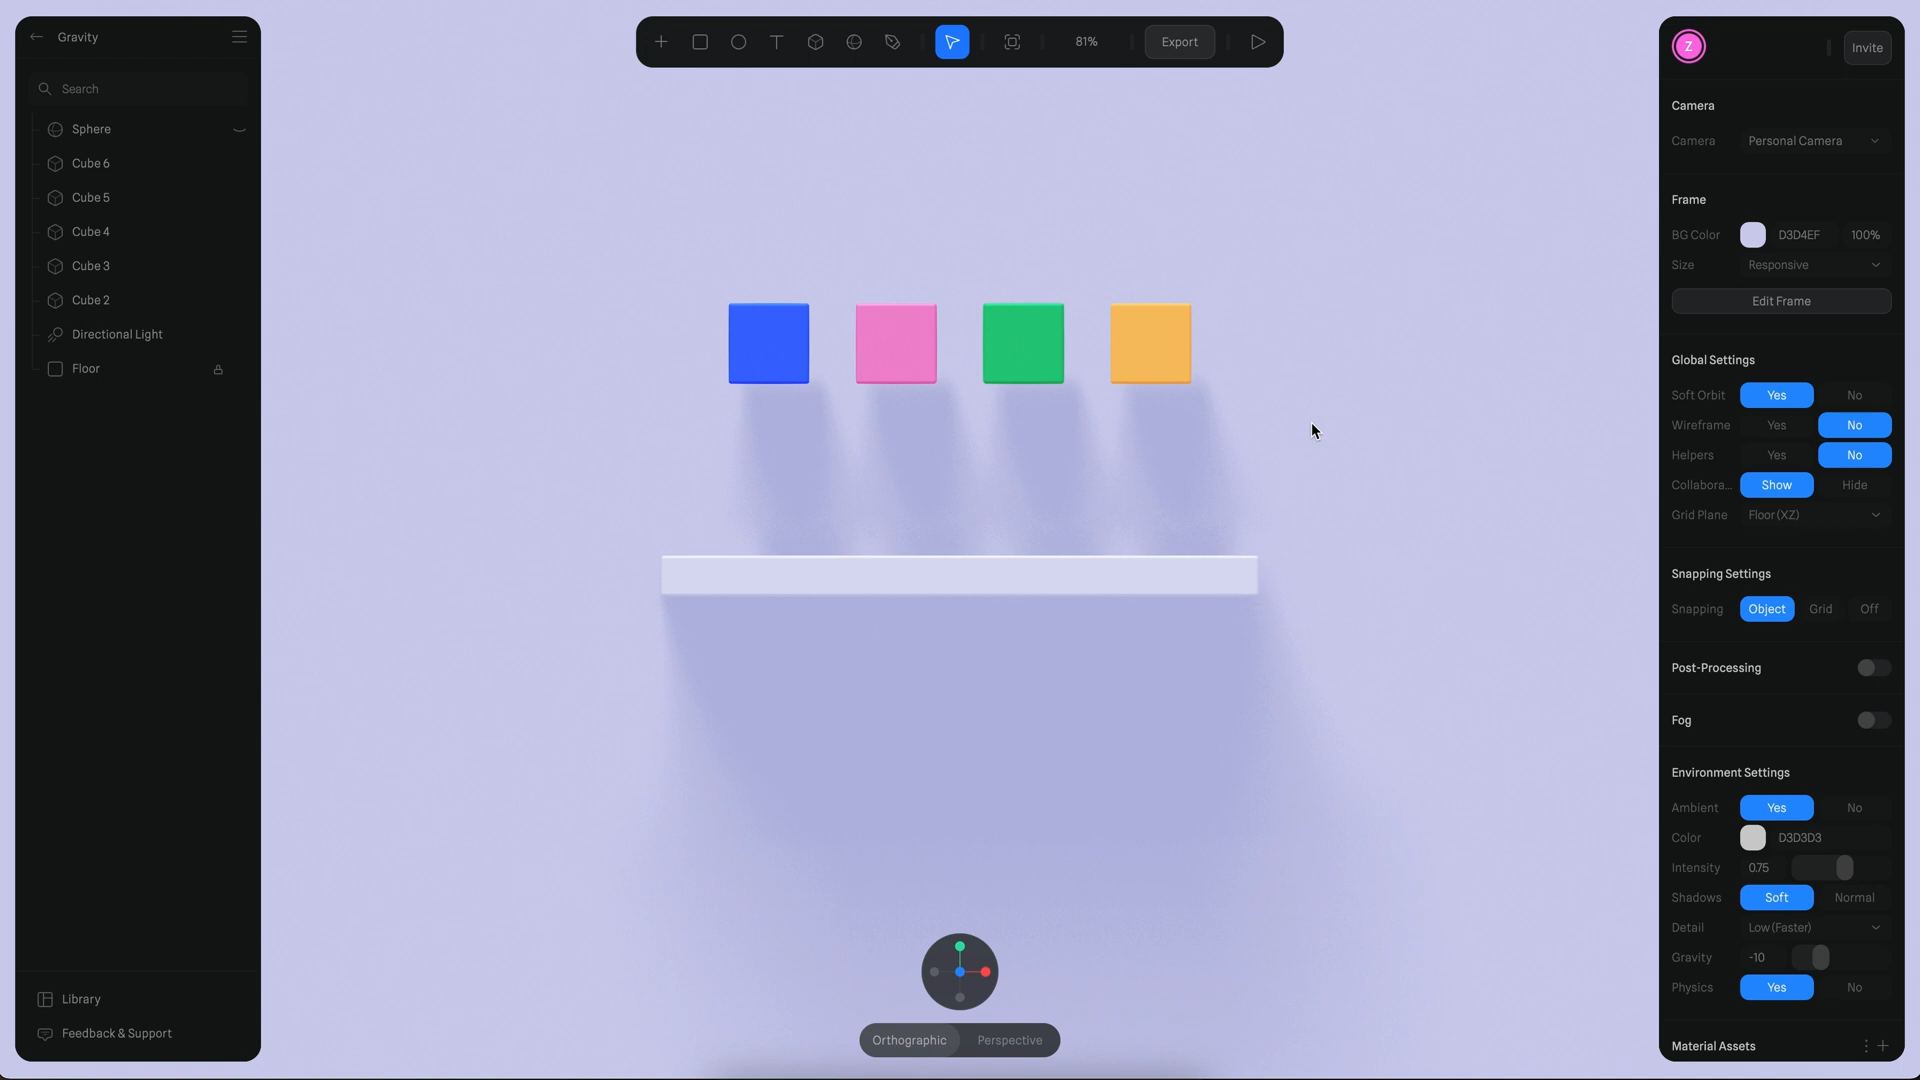 Gravity
Search
Sphere
Cube 6
Cube 5
Cube 4
Cube 3
Cube 2
Directional Light
Floor
Library
Feedback & Support
81%
Export
Orthographic
Perspective
Z
Invite
Camera
Camera Personal Camera
Frame
BG Color D3D4EF 100%
Size Responsive
Edit Frame
Global Settings
Soft Orbit Yes No
Wireframe Yes No
Helpers Yes No
Collabora... Show Hide
Grid Plane Floor (XZ)
Snapping Settings
Snapping Object Grid Off
Post-Processing
Fog
Environment Settings
Ambient Yes No
Color D3D3D3
Intensity 0.75
Shadows Soft Normal
Detail Low (Faster)
Gravity -10
Physics Yes No
Material Assets